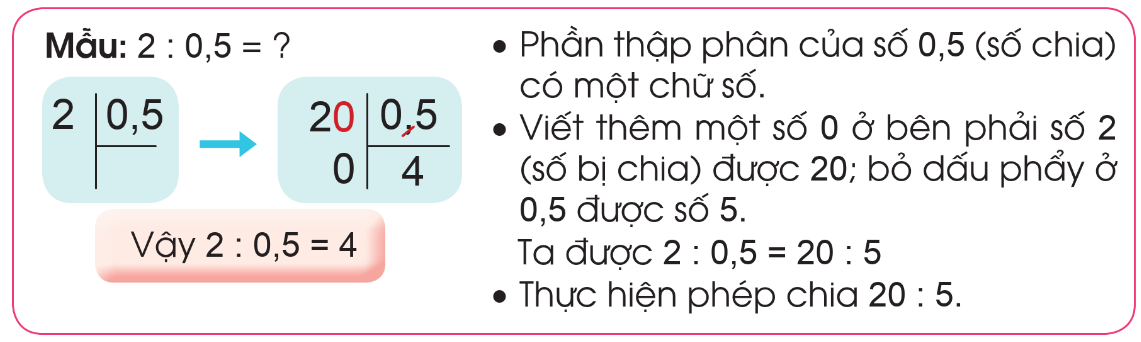 Mẫu: 2 : 0,5 = ?
2 0,5
20 0,5
0 4
Vậy 2 : 0,5 = 4
• Phần thập phân của số 0,5 (số chia)
có một chữ số.
• Viết thêm một số 0 ở bên phải số 2
(số bị chia) được 20; bỏ dấu phẩy ở
0,5 được số 5.
Ta được 2 : 0,5 = 20 : 5
• Thực hiện phép chia 20 : 5.